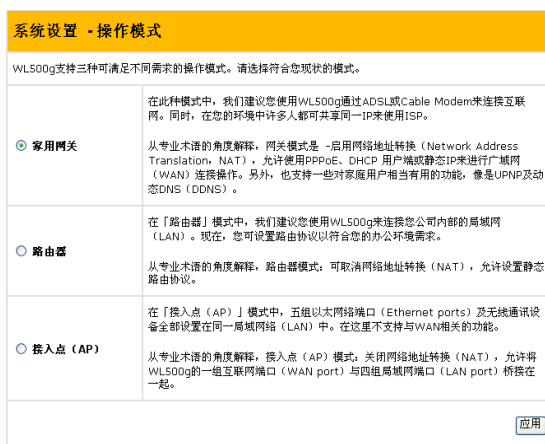 系统设置 - 操作模式
WL500g支持三种可满足不同需求的操作模式。请选择符合您现状的模式。
家用网关
在此种模式中，我们建议您使用WL500g通过ADSL或Cable Modem来连接互联
网。同时，在您的环境中许多人都可共享同一IP来使用ISP。
从专业术语的角度解释，网关模式是 -启用网络地址转换（Network Address
Translation，NAT），允许使用PPPoE、DHCP 用户端或静态IP来进行广域网
（WAN）连接操作。另外，也支持一些对家庭用户相当有用的功能，像是UPNP及动
态DNS（DDNS）。
路由器
在「路由器」模式中，我们建议您使用WL500g来连接您公司内部的局域网
（LAN）。现在，您可设置路由协议以符合您的办公环境需求。
从专业术语的角度解释，路由器模式：可取消网络地址转换（NAT），允许设置静态
路由协议。
接入点（AP）
在「接入点（AP）」模式中，五组以太网络端口（Ethernet ports）及无线通讯设
备全部设置在同一局域网络（LAN）中。在这里不支持与WAN相关的功能。
从专业术语的角度解释，接入点（AP）模式：关闭网络地址转换（NAT），允许将
WL500g的一组互联网端口（WAN port）与四组局域网端口（LAN port）桥接在
一起。
应用